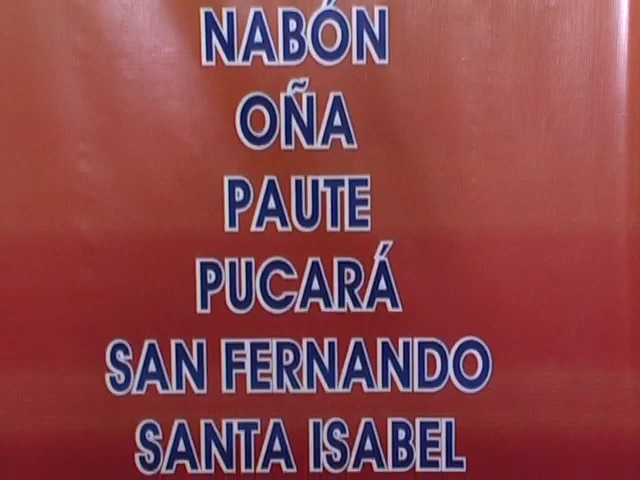 NABÓN
OÑA
PAUTE
PUCARÁ
SAN FERNANDO
SANTA ISABEL